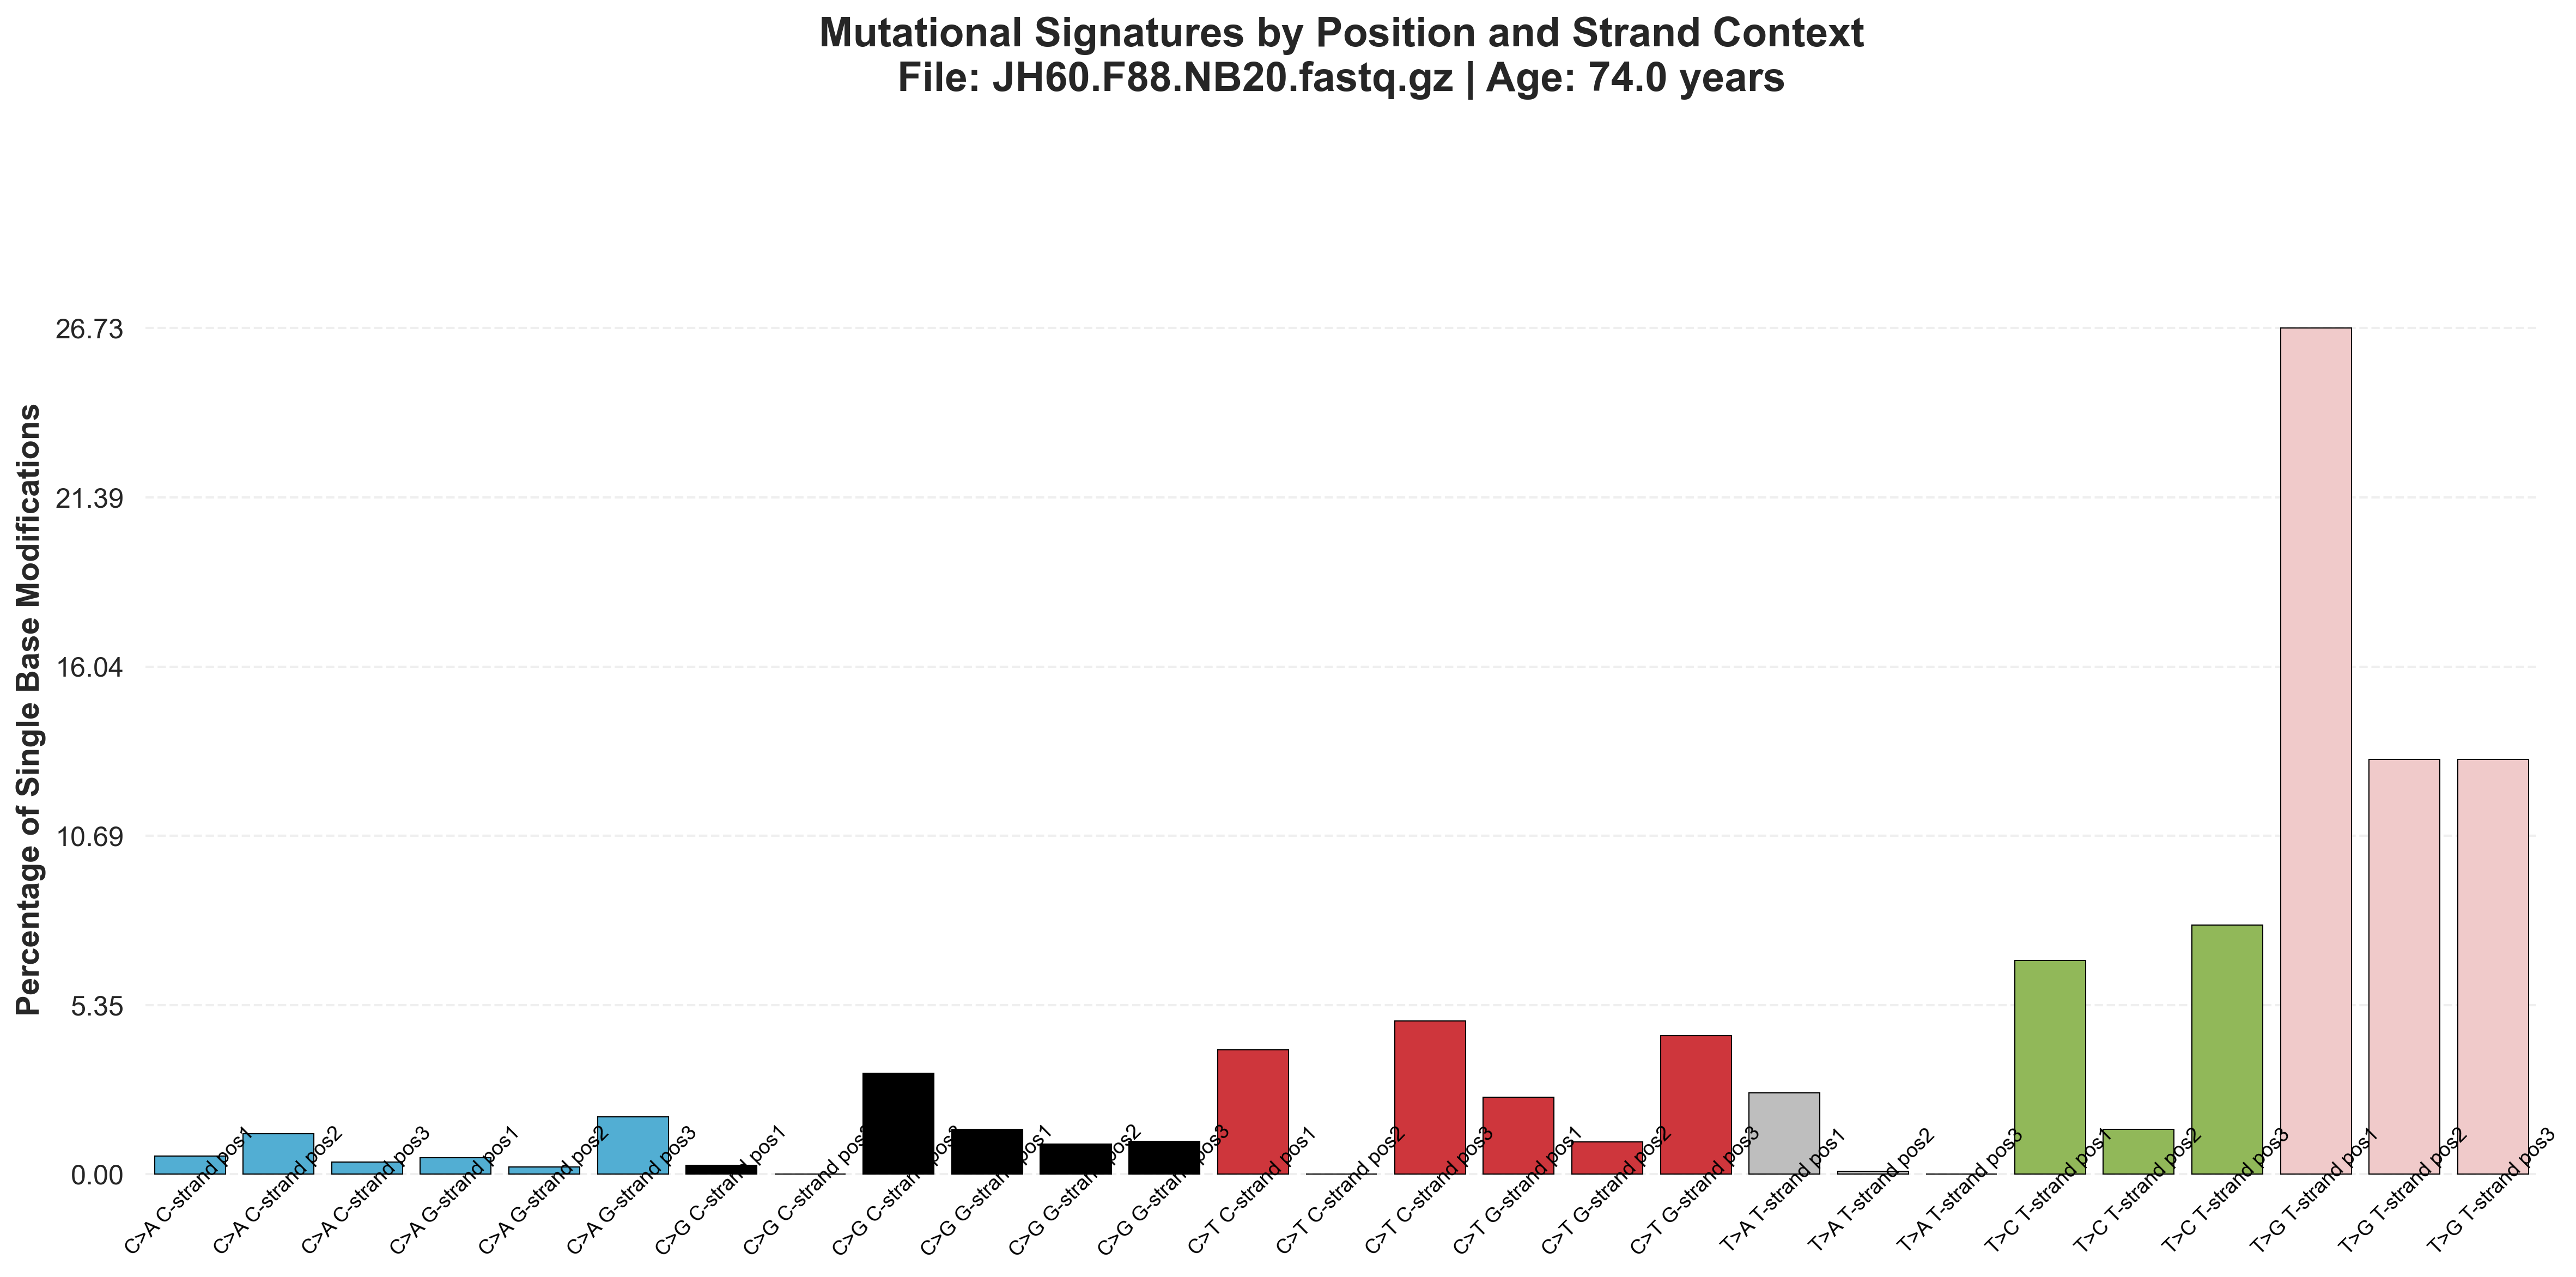 Mutational Signatures by Position and Strand Context
File: JH60.F88.NB20.fastq.gz | Age: 74.0 years
Percentage of Single Base Modifications
26.73
21.39
16.04
10.69
5.35
0.00
C>A C-strand pos1
C>A C-strand pos2
C>A C-strand pos3
C>A G-strand pos1
C>A G-strand pos2
C>A G-strand pos3
C>G C-strand pos1
C>G C-strand pos2
C>G C-strand pos3
C>G G-strand pos1
C>G G-strand pos2
C>G G-strand pos3
C>T C-strand pos1
C>T C-strand pos2
C>T C-strand pos3
C>T G-strand pos1
C>T G-strand pos2
C>T G-strand pos3
T>A T-strand pos1
T>A T-strand pos2
T>A T-strand pos3
T>C T-strand pos1
T>C T-strand pos2
T>C T-strand pos3
T>G T-strand pos1
T>G T-strand pos2
T>G T-strand pos3